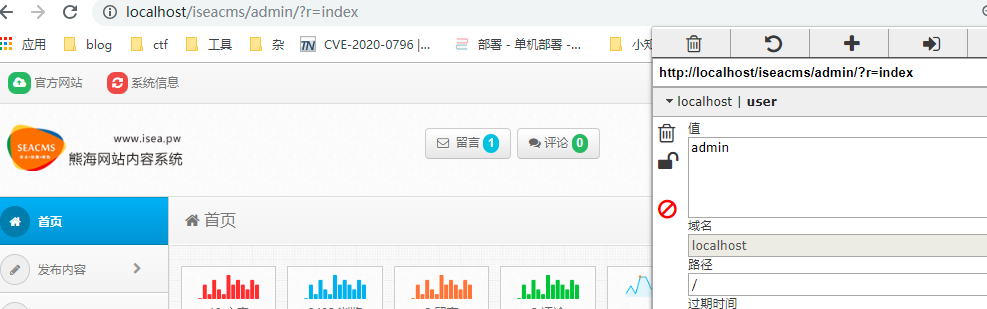 localhost/iseacms/admin/?r=index
应用 blog ctf 工具 杂 TN CVE-2020-0796 |... 部署 - 单机部署 -...
http://localhost/iseacms/admin/?r=index
官方网站 系统信息
localhost | user
值
admin
www.isea.pw
SEACMS
熊海网站内容系统
留言 1 评论 0
首页
首页
域名
localhost
发布内容
路径
/
过期时间